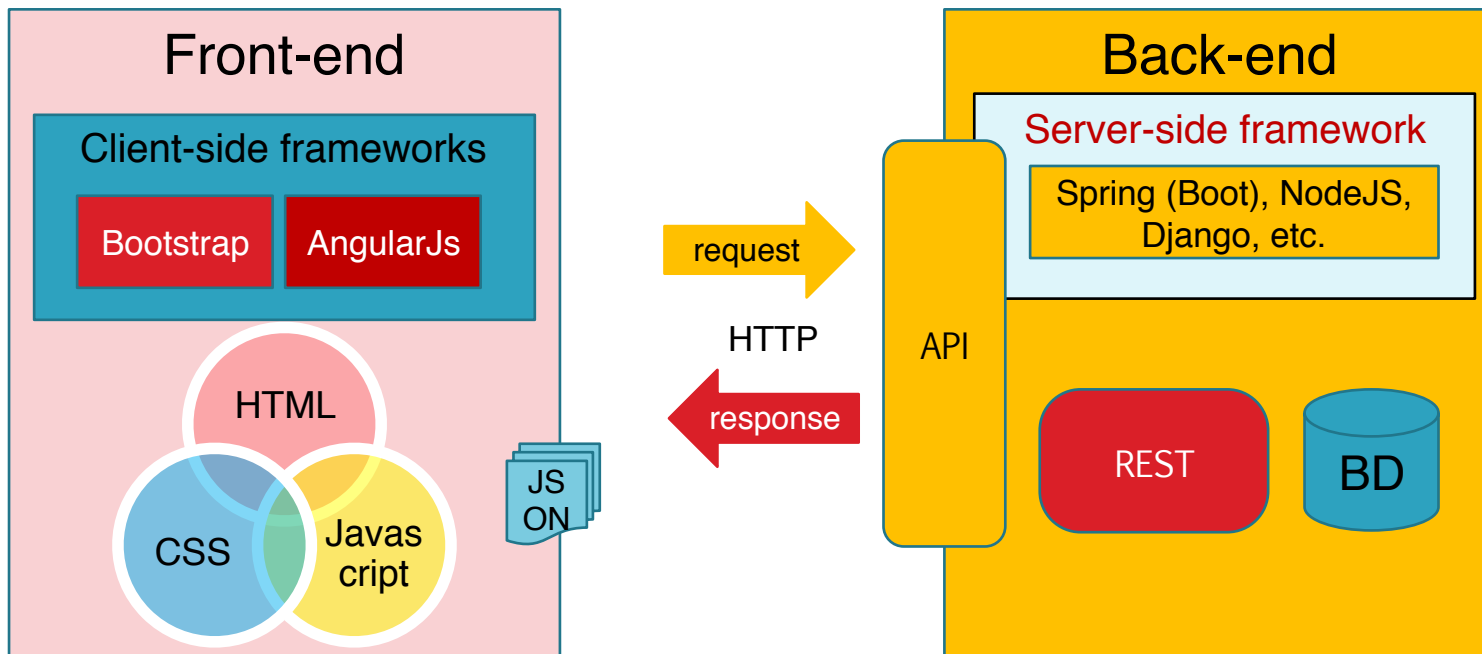 Front-end
Client-side frameworks
Bootstrap
AngularJs
HTML
CSS
Javas
cript
JS
ON
request
HTTP
response
API
Back-end
Server-side framework
Spring (Boot), NodeJS,
Django, etc.
REST
BD